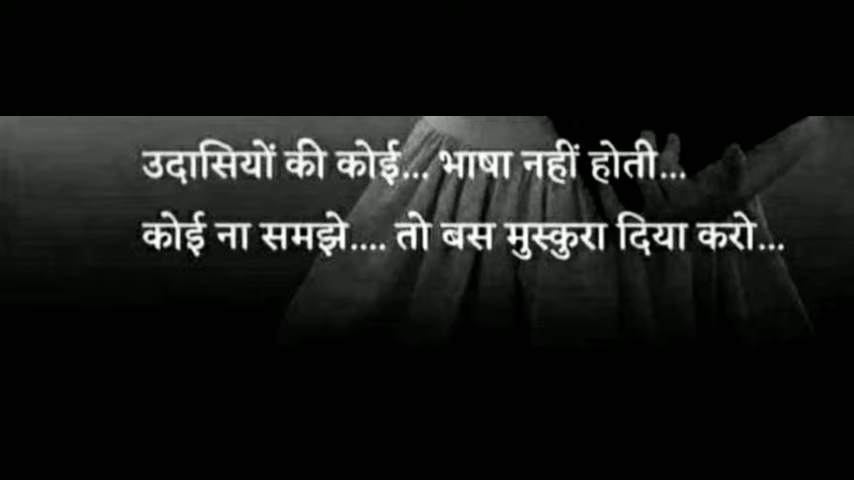 उदासियों की कोई... भाषा नहीं होती...
कोई ना समझे.... तो बस मुस्कुरा दिया करो...